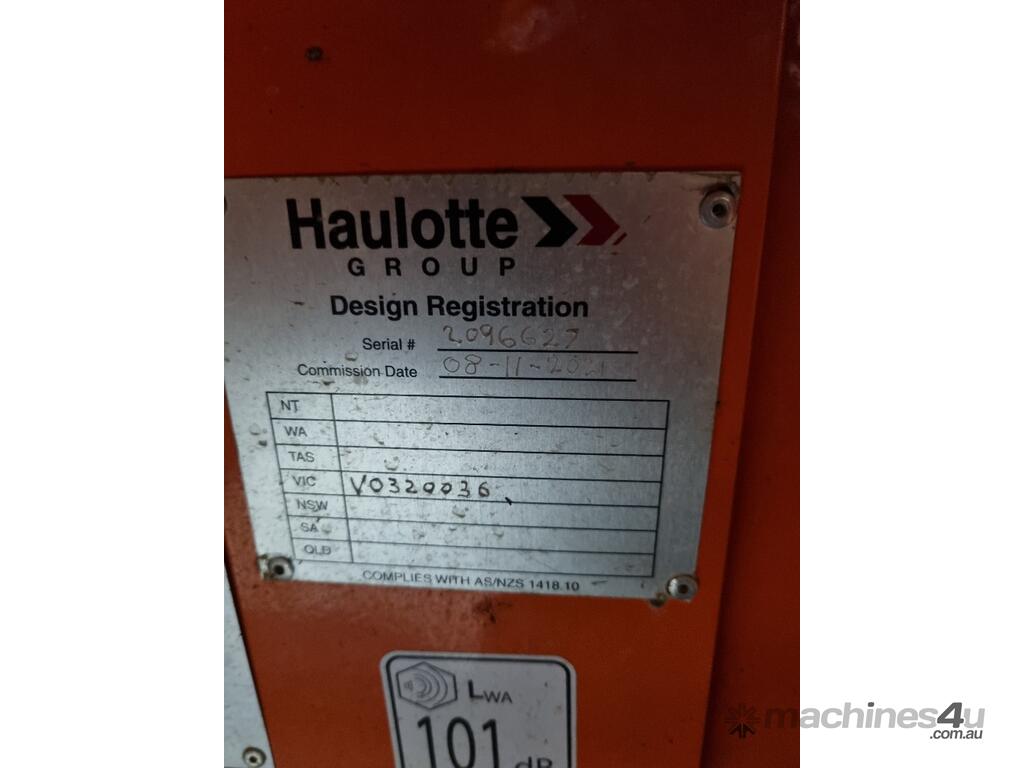 Haulotte
GROUP
Design Registration
Serial # 2096627
Commission Date 08-11-2021
NT
WA
TAS
VIC V0320036
NSW
SA
QLD
COMPLIES WITH AS/NZS 1418.10
LWA
101 dB
machines4u
.com.au